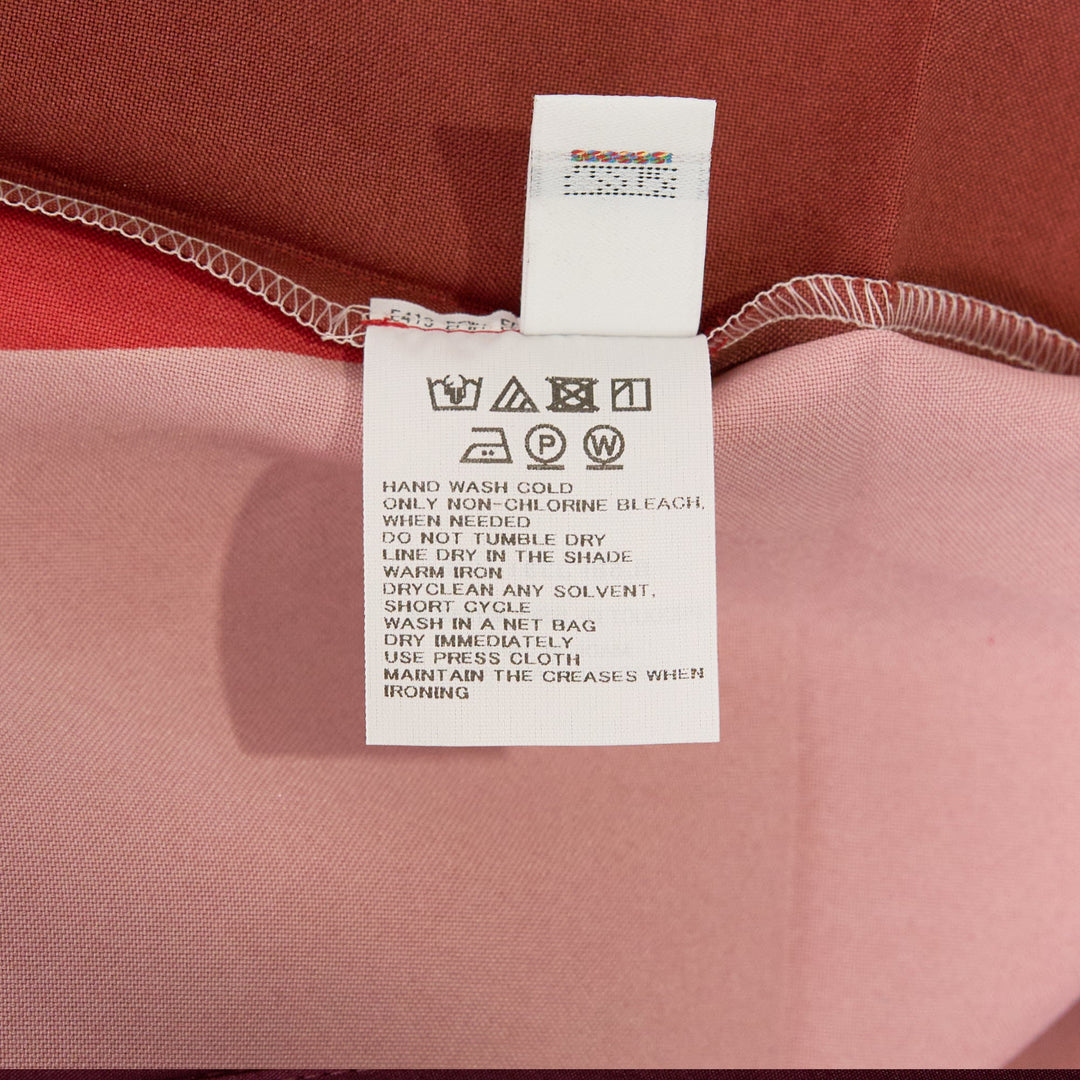 P W
HAND WASH COLD
ONLY NON-CHLORINE BLEACH,
WHEN NEEDED
DO NOT TUMBLE DRY
LINE DRY IN THE SHADE
WARM IRON
DRYCLEAN ANY SOLVENT,
SHORT CYCLE
WASH IN A NET BAG
DRY IMMEDIATELY
USE PRESS CLOTH
MAINTAIN THE CREASES WHEN
IRONING